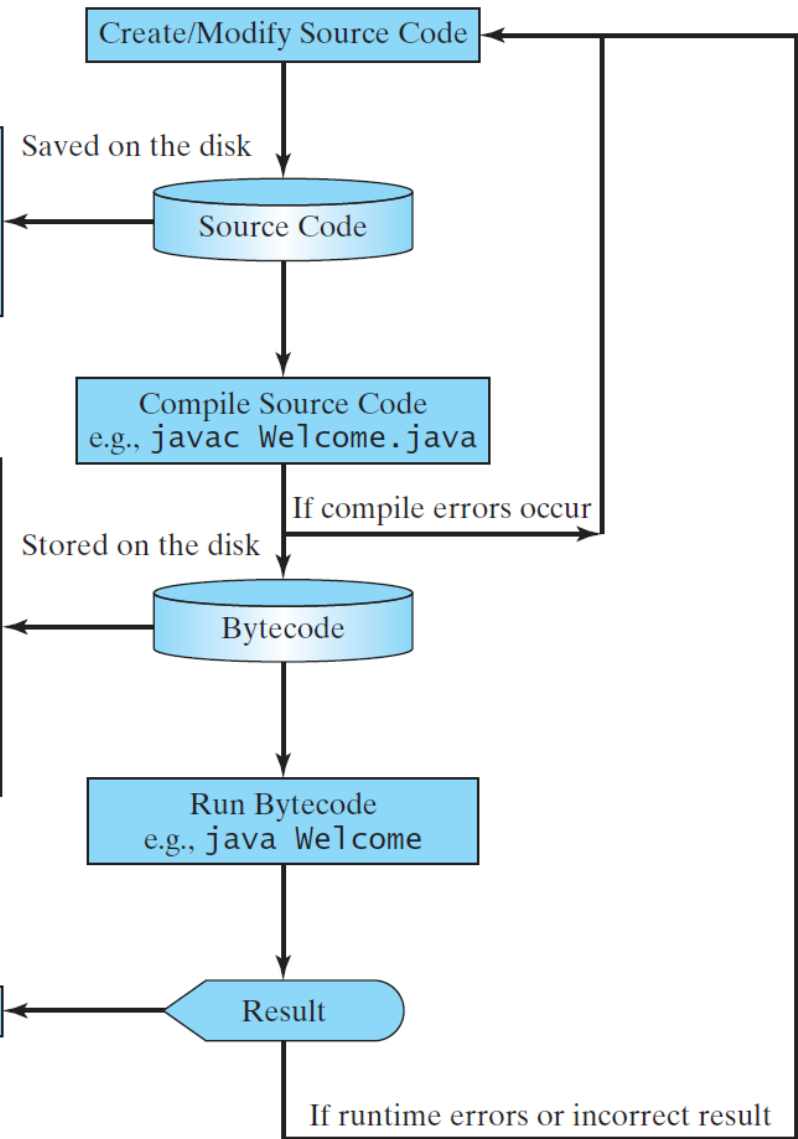 Create/Modify Source Code
Saved on the disk
Source Code
Compile Source Code
e.g., javac Welcome.java
If compile errors occur
Stored on the disk
Bytecode
Run Bytecode
e.g., java Welcome
Result
If runtime errors or incorrect result